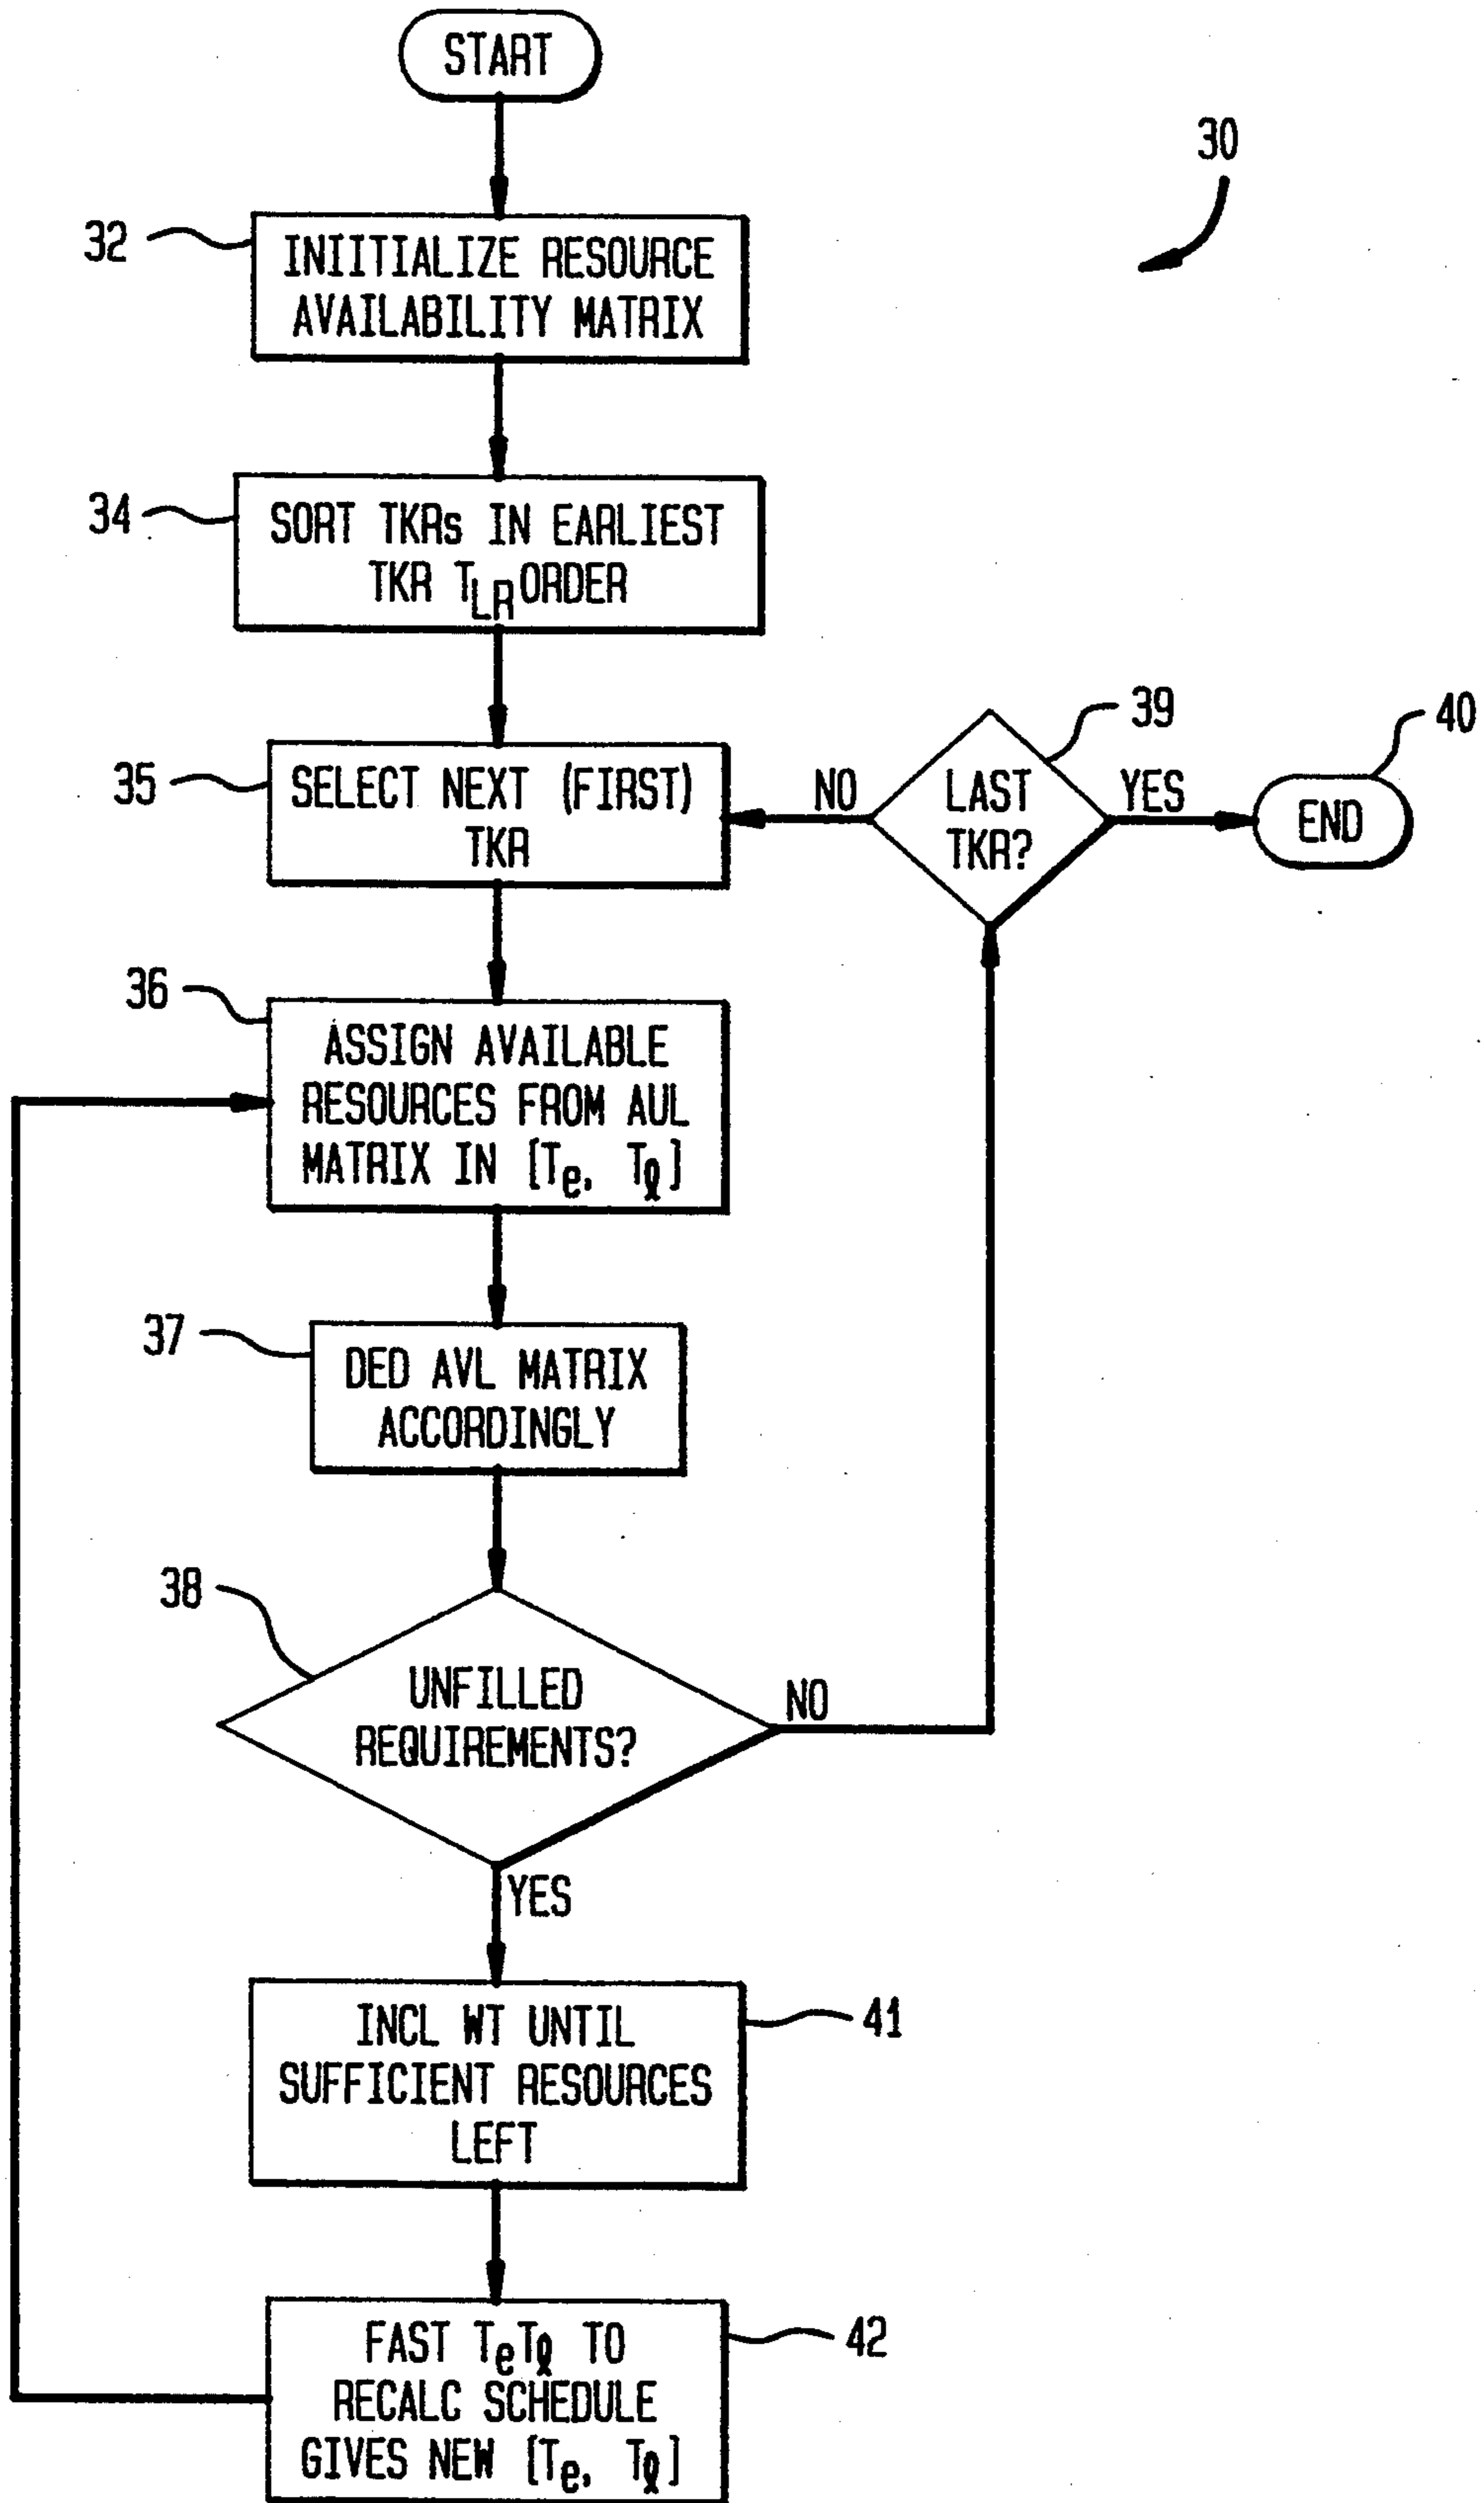 START
30
32
INIITIALIZE RESOURCE
AVAILABILITY MATRIX
34
SORT TKRs IN EARLIEST
TKR TLR ORDER
35
SELECT NEXT (FIRST)
TKR
NO
39
LAST
TKR?
YES
40
END
36
ASSIGN AVAILABLE
RESOURCES FROM AUL
MATRIX IN [Te, Tℓ]
37
DED AVL MATRIX
ACCORDINGLY
38
UNFILLED
REQUIREMENTS?
NO
YES
41
INCL WT UNTIL
SUFFICIENT RESOURCES
LEFT
42
FAST TeTℓ TO
RECALC SCHEDULE
GIVES NEW [Te, Tℓ]